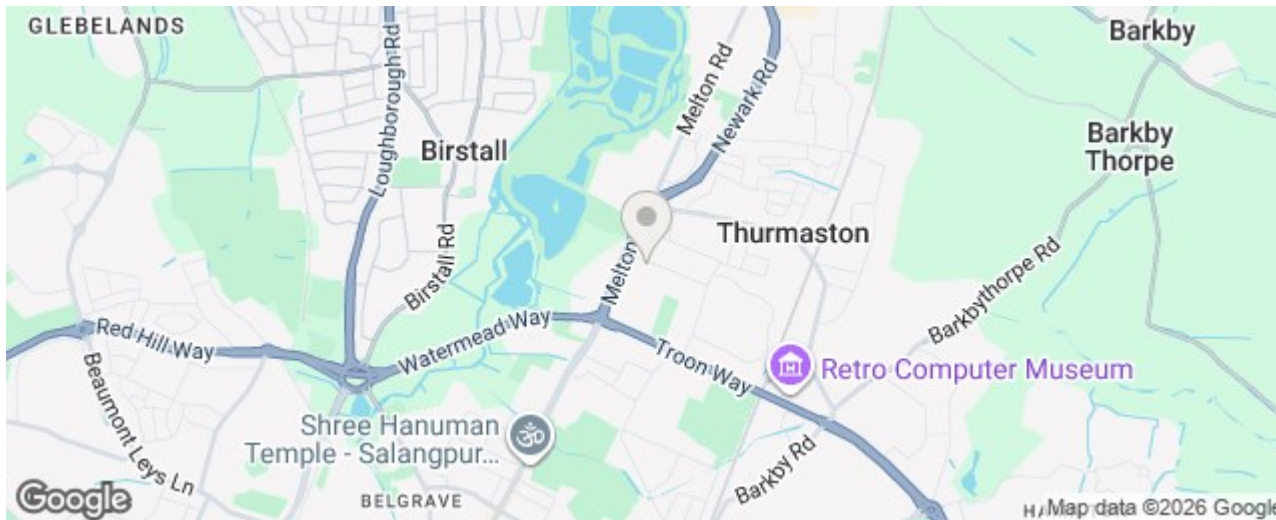 GLEBELANDS
Barkby
Loughborough Rd
Melton Rd
Newark Rd
Birstall
Barkby
Thorpe
Thurmaston
Birstall Rd
Melton
Barkbythorpe Rd
Red Hill Way
Watermead Way
Troon Way
Retro Computer Museum
Beaumont Leys Ln
Shree Hanuman
Temple - Salangpur...
ॐ
Barkby Rd
BELGRAVE
Google
Map data ©2026 Google